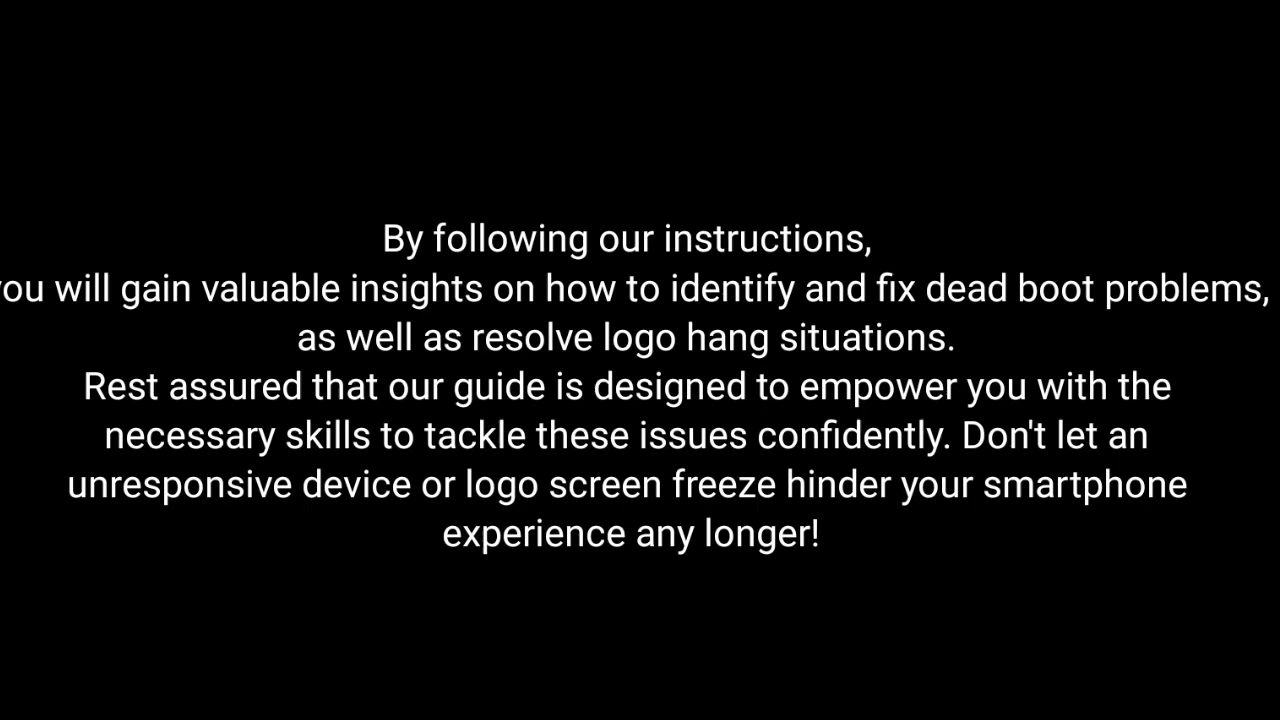 By following our instructions,
you will gain valuable insights on how to identify and fix dead boot problems,
as well as resolve logo hang situations.
Rest assured that our guide is designed to empower you with the
necessary skills to tackle these issues confidently. Don't let an
unresponsive device or logo screen freeze hinder your smartphone
experience any longer!